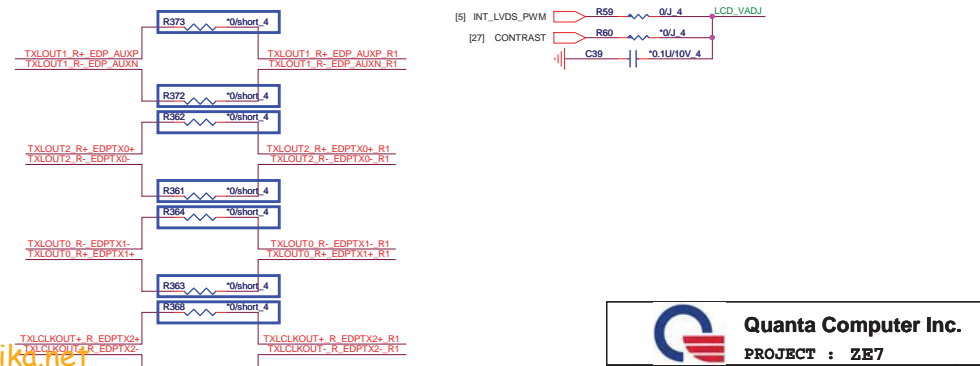 R373 *0/short_4
TXLOUT1_R+_EDP_AUXP TXLOUT1_R+_EDP_AUXP_R1
TXLOUT1_R-_EDP_AUXN TXLOUT1_R-_EDP_AUXN_R1
R372 *0/short_4
R362 *0/short_4
TXLOUT2_R+_EDPTX0+ TXLOUT2_R+_EDPTX0+_R1
TXLOUT2_R-_EDPTX0- TXLOUT2_R-_EDPTX0-_R1
R361 *0/short_4
R364 *0/short_4
TXLOUT0_R-_EDPTX1- TXLOUT0_R-_EDPTX1-_R1
TXLOUT0_R+_EDPTX1+ TXLOUT0_R+_EDPTX1+_R1
R363 *0/short_4
R368 *0/short_4
TXLCLKOUT+_R_EDPTX2+ TXLCLKOUT+_R_EDPTX2+_R1
TXLCLKOUT-_R_EDPTX2- TXLCLKOUT-_R_EDPTX2-_R1
ika.net
[5] INT_LVDS_PWM R59 0/J_4 LCD_VADJ
[27] CONTRAST R60 *0/J_4
C39 *0.1U/10V_4
Quanta Computer Inc.
PROJECT : ZE7